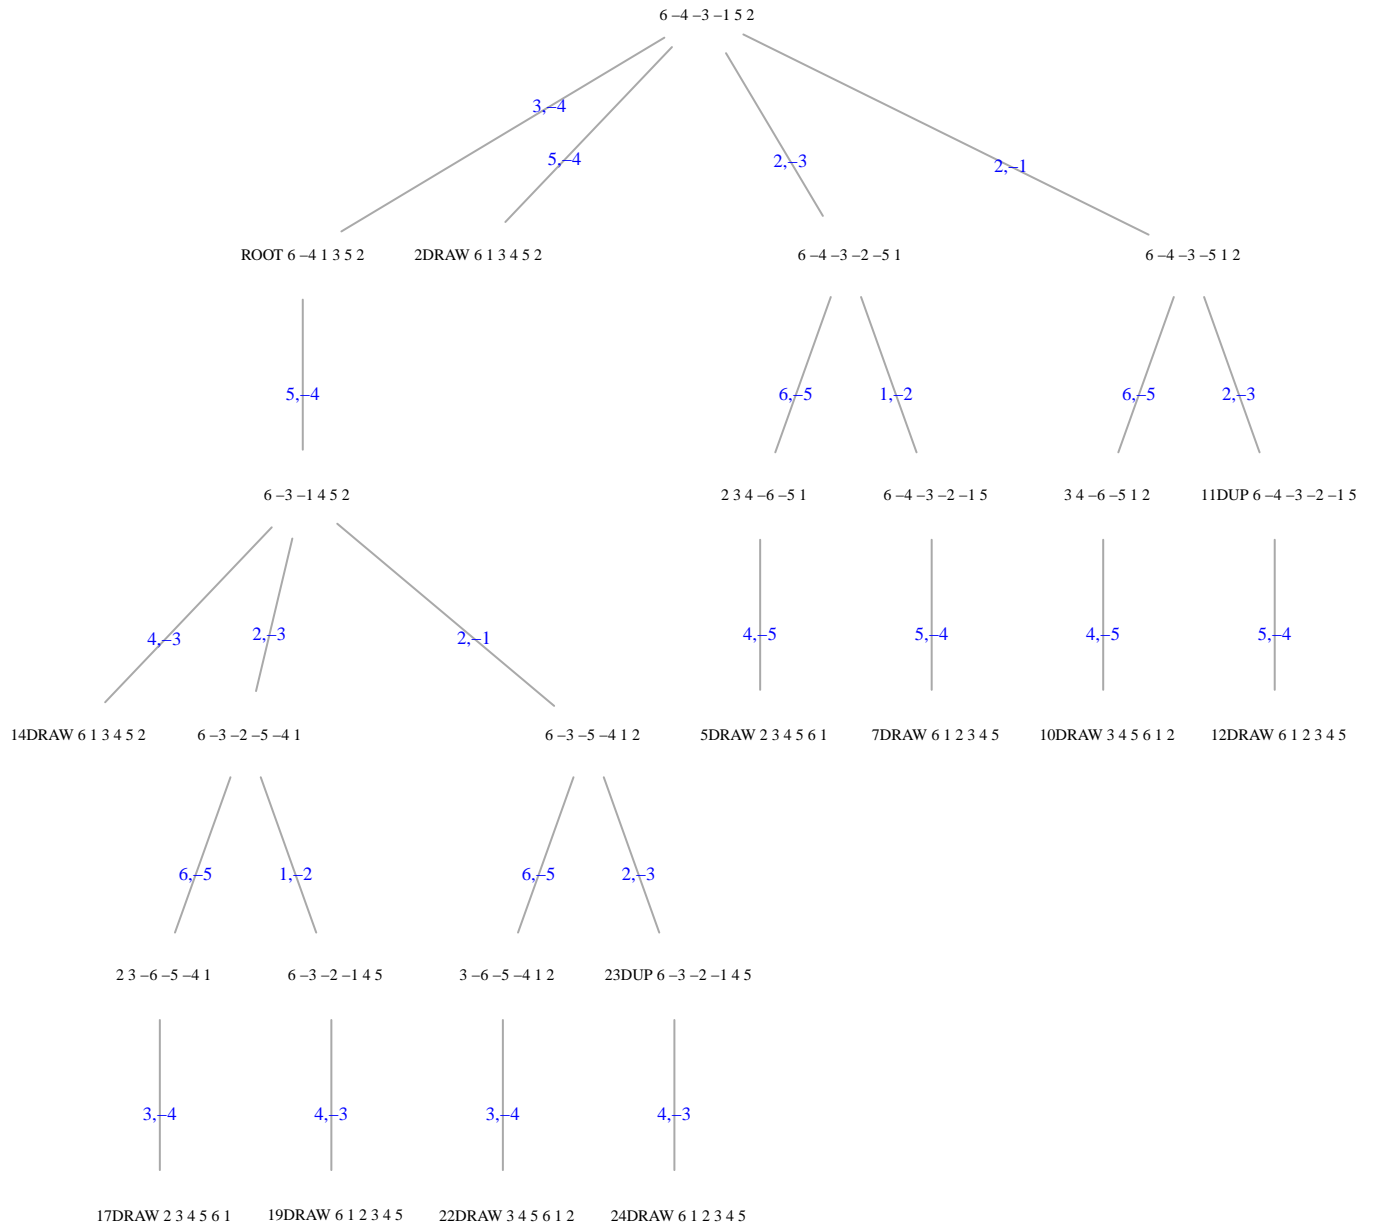 6 –4 –3 –1 5 2
3,–4
5,–4
2,–3
2,–1
ROOT 6 –4 1 3 5 2
2DRAW 6 1 3 4 5 2
6 –4 –3 –2 –5 1
6 –4 –3 –5 1 2
5,–4
6,–5
1,–2
6,–5
2,–3
6 –3 –1 4 5 2
2 3 4 –6 –5 1
6 –4 –3 –2 –1 5
3 4 –6 –5 1 2
11DUP 6 –4 –3 –2 –1 5
4,–3
2,–3
2,–1
4,–5
5,–4
4,–5
5,–4
14DRAW 6 1 3 4 5 2
6 –3 –2 –5 –4 1
6 –3 –5 –4 1 2
5DRAW 2 3 4 5 6 1
7DRAW 6 1 2 3 4 5
10DRAW 3 4 5 6 1 2
12DRAW 6 1 2 3 4 5
6,–5
1,–2
6,–5
2,–3
2 3 –6 –5 –4 1
6 –3 –2 –1 4 5
3 –6 –5 –4 1 2
23DUP 6 –3 –2 –1 4 5
3,–4
4,–3
3,–4
4,–3
17DRAW 2 3 4 5 6 1
19DRAW 6 1 2 3 4 5
22DRAW 3 4 5 6 1 2
24DRAW 6 1 2 3 4 5